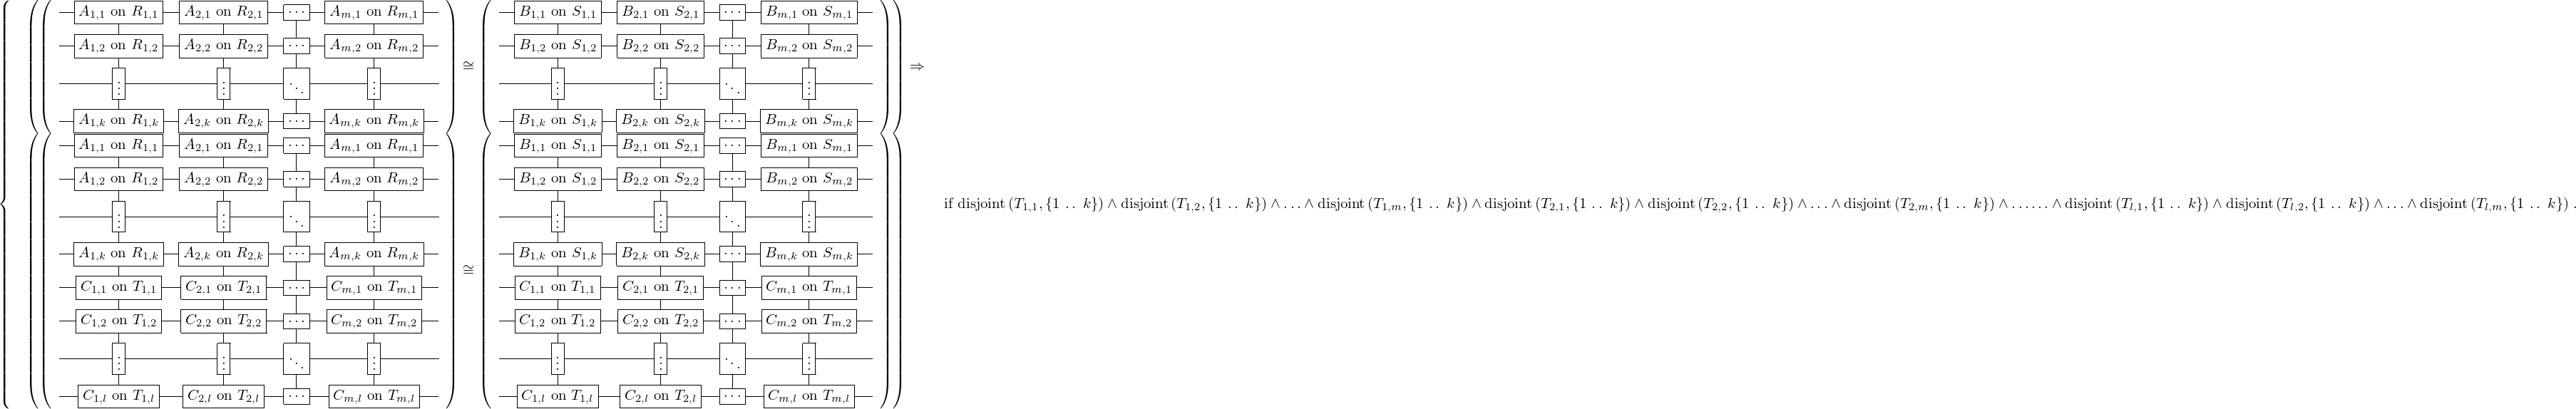 A_{1,1} on R_{1,1} A_{2,1} on R_{2,1} ⋯ A_{m,1} on R_{m,1} B_{1,1} on S_{1,1} B_{2,1} on S_{2,1} ⋯ B_{m,1} on S_{m,1}
A_{1,2} on R_{1,2} A_{2,2} on R_{2,2} ⋯ A_{m,2} on R_{m,2} B_{1,2} on S_{1,2} B_{2,2} on S_{2,2} ⋯ B_{m,2} on S_{m,2}
≅ ⇒
⋮ ⋮ ⋱ ⋮ ⋮ ⋮ ⋱ ⋮
A_{1,k} on R_{1,k} A_{2,k} on R_{2,k} ⋯ A_{m,k} on R_{m,k} B_{1,k} on S_{1,k} B_{2,k} on S_{2,k} ⋯ B_{m,k} on S_{m,k}
A_{1,1} on R_{1,1} A_{2,1} on R_{2,1} ⋯ A_{m,1} on R_{m,1} B_{1,1} on S_{1,1} B_{2,1} on S_{2,1} ⋯ B_{m,1} on S_{m,1}
A_{1,2} on R_{1,2} A_{2,2} on R_{2,2} ⋯ A_{m,2} on R_{m,2} B_{1,2} on S_{1,2} B_{2,2} on S_{2,2} ⋯ B_{m,2} on S_{m,2}
if disjoint (T_{1,1}, {1 .. k}) ∧ disjoint (T_{1,2}, {1 .. k}) ∧ … ∧ disjoint (T_{1,m}, {1 .. k}) ∧ disjoint (T_{2,1}, {1 .. k}) ∧ disjoint (T_{2,2}, {1 .. k}) ∧ … ∧ disjoint (T_{2,m}, {1 .. k}) ∧ … … ∧ disjoint (T_{l,1}, {1 .. k}) ∧ disjoint (T_{l,2}, {1 .. k}) ∧ … ∧ disjoint (T_{l,m}, {1 .. k}) .
⋮ ⋮ ⋱ ⋮ ⋮ ⋮ ⋱ ⋮
A_{1,k} on R_{1,k} A_{2,k} on R_{2,k} ⋯ A_{m,k} on R_{m,k} B_{1,k} on S_{1,k} B_{2,k} on S_{2,k} ⋯ B_{m,k} on S_{m,k}
≅
C_{1,1} on T_{1,1} C_{2,1} on T_{2,1} ⋯ C_{m,1} on T_{m,1} C_{1,1} on T_{1,1} C_{2,1} on T_{2,1} ⋯ C_{m,1} on T_{m,1}
C_{1,2} on T_{1,2} C_{2,2} on T_{2,2} ⋯ C_{m,2} on T_{m,2} C_{1,2} on T_{1,2} C_{2,2} on T_{2,2} ⋯ C_{m,2} on T_{m,2}
⋮ ⋮ ⋱ ⋮ ⋮ ⋮ ⋱ ⋮
C_{1,l} on T_{1,l} C_{2,l} on T_{2,l} ⋯ C_{m,l} on T_{m,l} C_{1,l} on T_{1,l} C_{2,l} on T_{2,l} ⋯ C_{m,l} on T_{m,l}